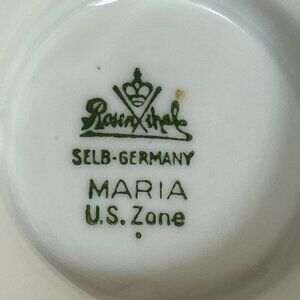 Rosenthal
SELB-GERMANY
MARIA
U.S. Zone